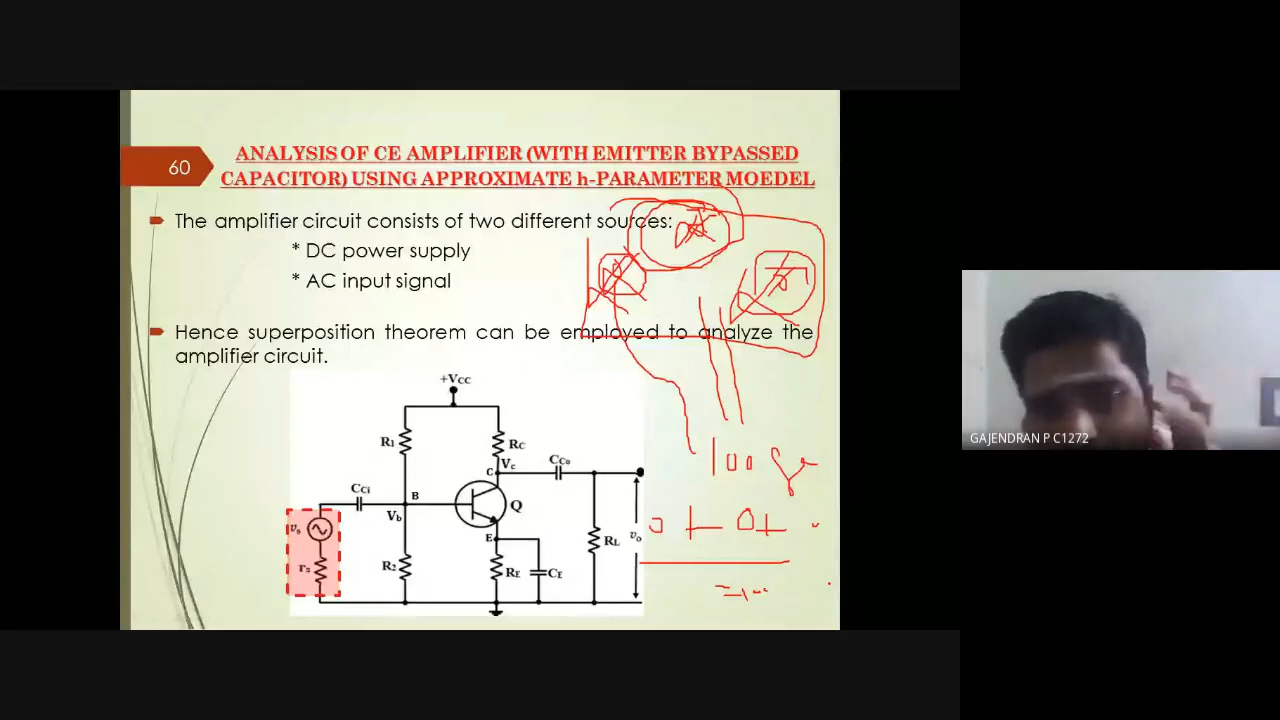 60
ANALYSIS OF CE AMPLIFIER (WITH EMITTER BYPASSED
CAPACITOR) USING APPROXIMATE h-PARAMETER MOEDEL
The amplifier circuit consists of two different sources:
* DC power supply
* AC input signal
Hence superposition theorem can be employed to analyze the
amplifier circuit.
+VCC
R1
RC
Vc
C
CCo
CCi
B
Vb
Q
vs
E
rs
R2
RE
CE
RL
vo
100
GAJENDRAN P C1272